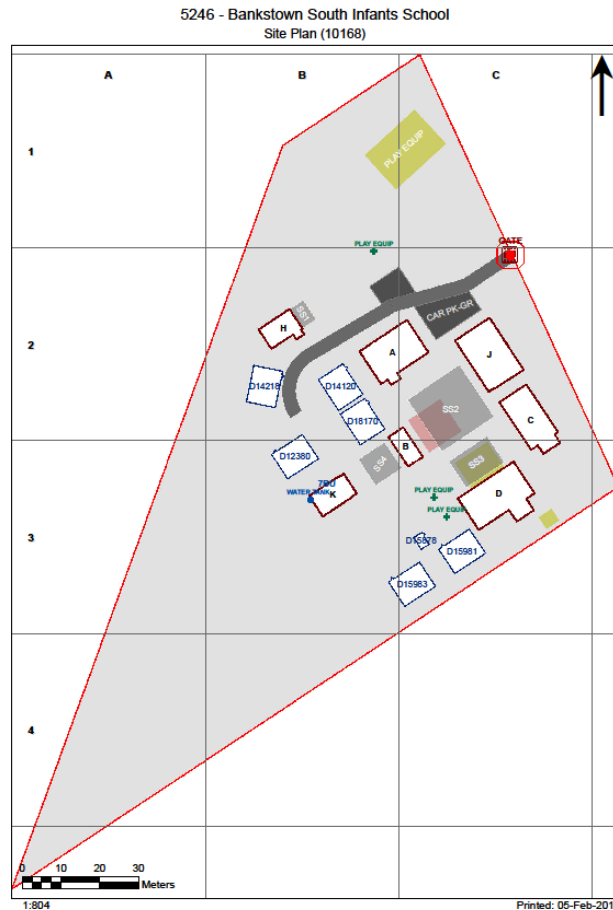 5246 - Bankstown South Infants School
Site Plan (10168)
A
B
C
1
PLAY EQUIP
PLAY EQUIP
GATE
SS1
CAR PK-GR
H
2
A
J
D14218
D14120
SS2
D18170
C
B
D12380
SS4
SS3
WATER TANK
K
PLAY EQUIP
D
PLAY EQUIP
3
D15878
D15981
D15983
4
0 10 20 30
Meters
1:804
Printed: 05-Feb-201